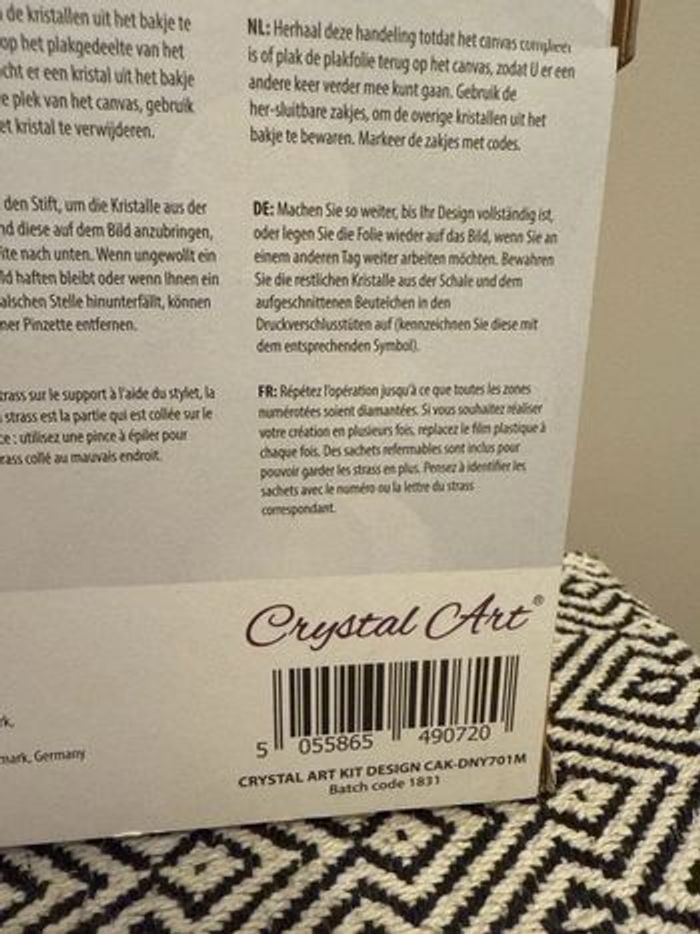 de kristallen uit het bakje te
op het plakgedeelte van het
cht er een kristal uit het bakje
e plek van het canvas, gebruik
et kristal te verwijderen.
NL: Herhaal deze handeling totdat het canvas compleet
is of plak de plakfolie terug op het canvas, zodat U er een
andere keer verder mee kunt gaan. Gebruik de
her-sluitbare zakjes, om de overige kristallen uit het
bakje te bewaren. Markeer de zakjes met codes.
den Stift, um die Kristalle aus der
nd diese auf dem Bild anzubringen,
ite nach unten. Wenn ungewollt ein
ld haften bleibt oder wenn Ihnen ein
alschen Stelle hinunterfällt, können
ner Pinzette entfernen.
DE: Machen Sie so weiter, bis Ihr Design vollständig ist,
oder legen Sie die Folie wieder auf das Bild, wenn Sie an
einem anderen Tag weiter arbeiten möchten. Bewahren
Sie die restlichen Kristalle aus der Schale und dem
aufgeschnittenen Beuteichen in den
Druckverschlusstüten auf (kennzeichnen Sie diese mit
dem entsprechenden Symbol).
trass sur le support à l'aide du stylet, la
strass est la partie qui est collée sur le
ce : utilisez une pince à épiler pour
rass collé au mauvais endroit.
FR: Répétez l'opération jusqu'à ce que toutes les zones
numérotées soient diamantées. Si vous souhaitez réaliser
votre création en plusieurs fois, replacez le film plastique à
chaque fois. Des sachets refermables sont inclus pour
pouvoir garder les strass en plus. Pensez à identifier les
sachets avec le numéro ou la lettre du strass
correspondant.
Crystal Art®
5 055865 490720
CRYSTAL ART KIT DESIGN CAK-DNY701M
Batch code 1831
rk,
mark, Germany